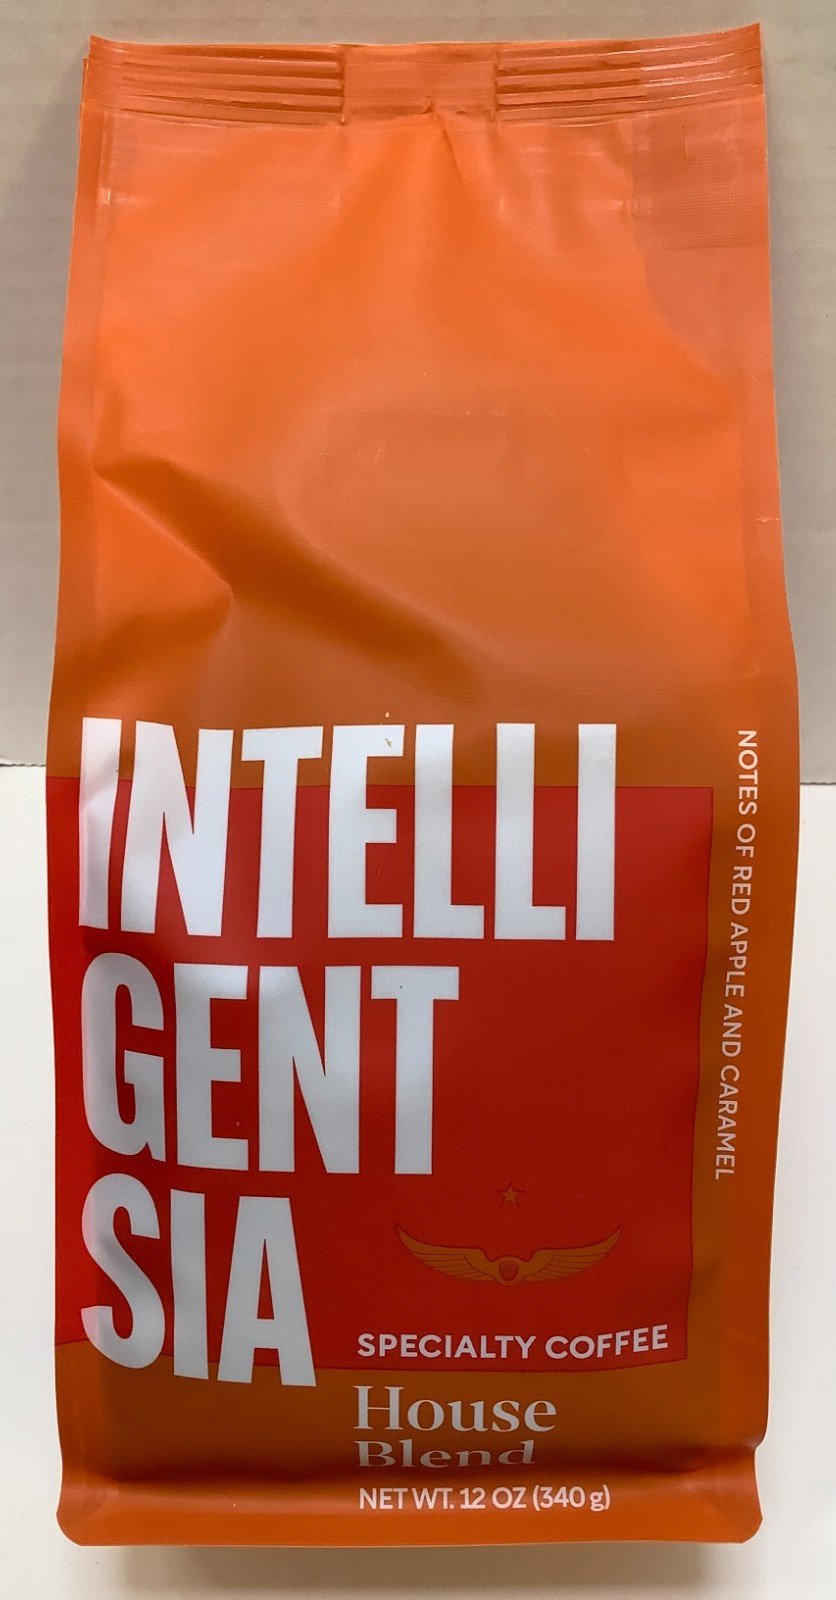 INTELLI
GENT
SIA
NOTES OF RED APPLE AND CARAMEL
SPECIALTY COFFEE
House
Blend
NET WT. 12 OZ (340 g)